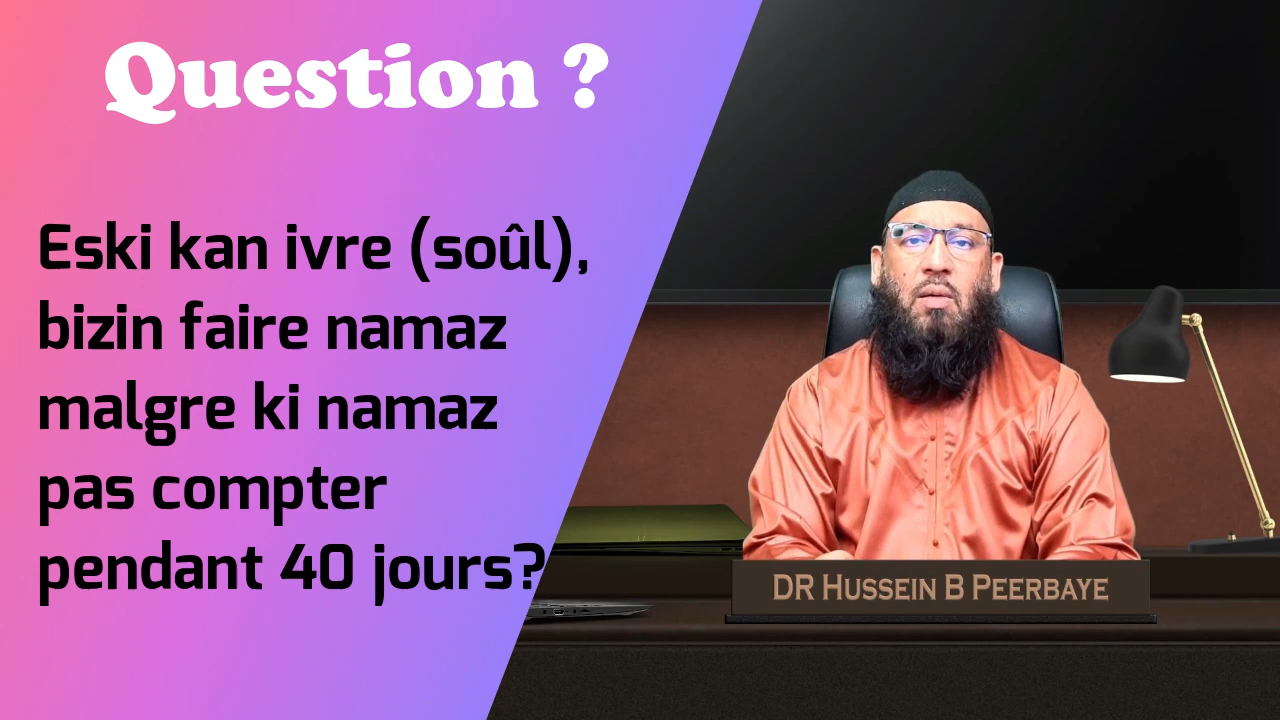 Question ?
Eski kan ivre (soûl),
bizin faire namaz
malgre ki namaz
pas compter
pendant 40 jours?
DR HUSSEIN B PEERBAYE